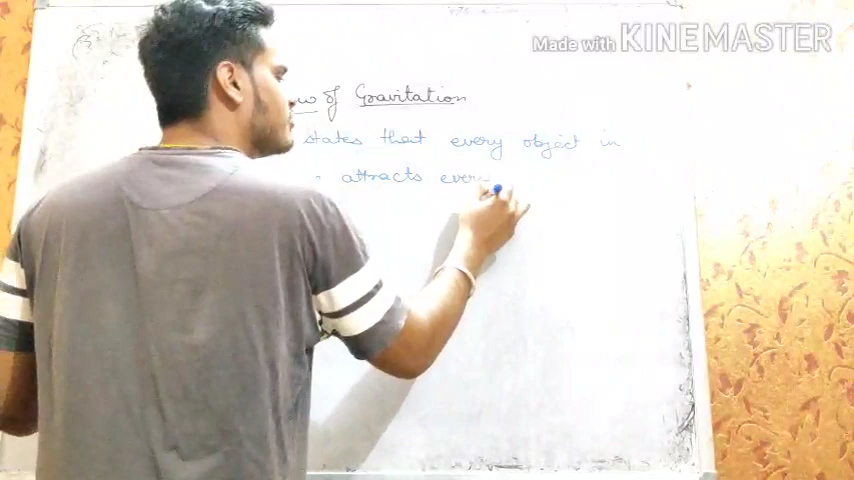 Made with KINEMASTER
of Gravitation
states that every object in
attracts every